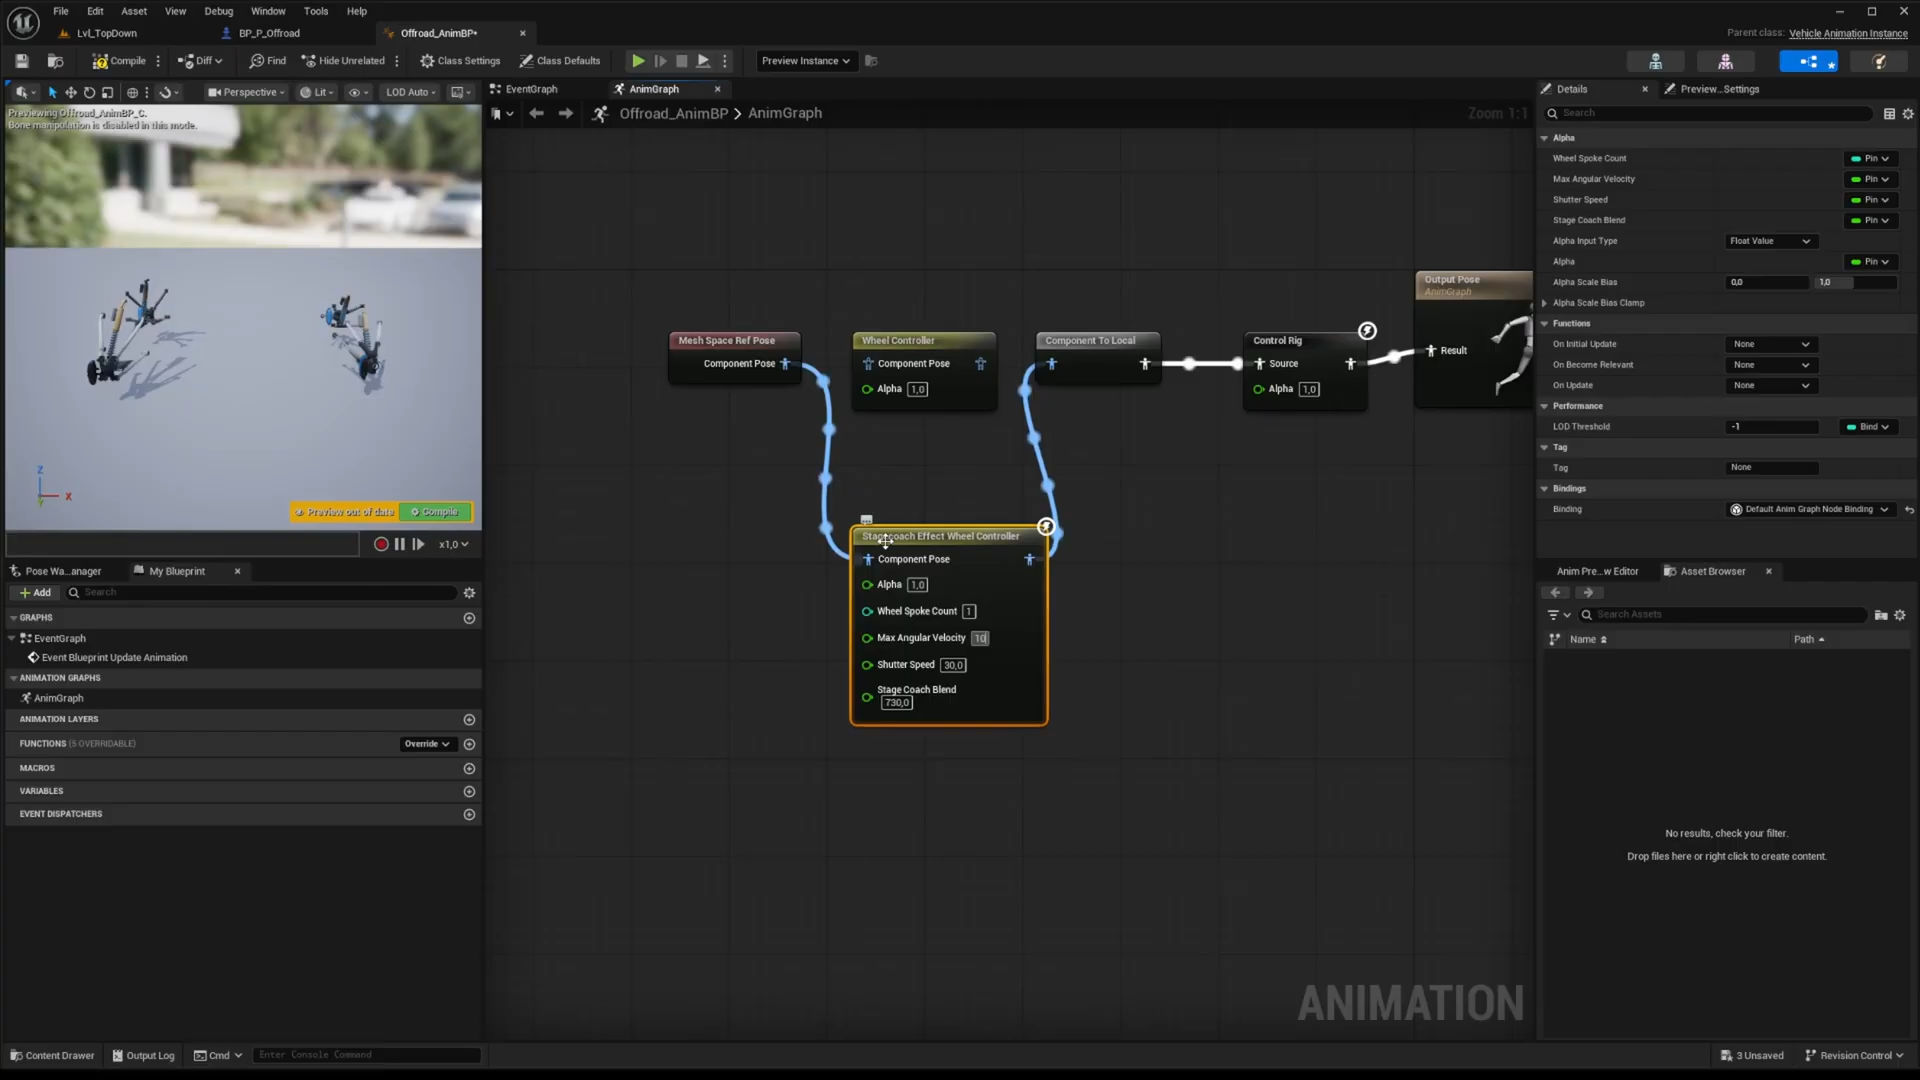 File Edit Asset View Debug Window Tools Help
Lvl_TopDown BP_P_Offroad Offroad_AnimBP•
Parent class: Vehicle Animation Instance
Compile Diff Find Hide Unrelated Class Settings Class Defaults Preview Instance
Perspective Lit LOD Auto
Previewing Offroad_AnimBP_C.
Bone manipulation is disabled in this mode.
Z
X
Preview out of date Compile
x1,0
Pose Wa...anager My Blueprint
Add Search
GRAPHS
EventGraph
Event Blueprint Update Animation
ANIMATION GRAPHS
AnimGraph
ANIMATION LAYERS
FUNCTIONS (5 OVERRIDABLE) Override
MACROS
VARIABLES
EVENT DISPATCHERS
EventGraph AnimGraph
Offroad_AnimBP > AnimGraph Zoom 1:1
Mesh Space Ref Pose
Component Pose
Wheel Controller
Component Pose
Alpha 1,0
Component To Local
Control Rig
Source
Alpha 1,0
Output Pose
AnimGraph
Result
Stagecoach Effect Wheel Controller
Component Pose
Alpha 1,0
Wheel Spoke Count 1
Max Angular Velocity 10
Shutter Speed 30,0
Stage Coach Blend
730,0
ANIMATION
Details Preview...Settings
Search
Alpha
Wheel Spoke Count Pin
Max Angular Velocity Pin
Shutter Speed Pin
Stage Coach Blend Pin
Alpha Input Type Float Value
Alpha Pin
Alpha Scale Bias 0,0 1,0
Alpha Scale Bias Clamp
Functions
On Initial Update None
On Become Relevant None
On Update None
Performance
LOD Threshold -1 Bind
Tag
Tag None
Bindings
Binding Default Anim Graph Node Binding
Anim Pre...w Editor Asset Browser
Search Assets
Name Path
No results, check your filter.
Drop files here or right click to create content.
Content Drawer Output Log Cmd Enter Console Command 3 Unsaved Revision Control